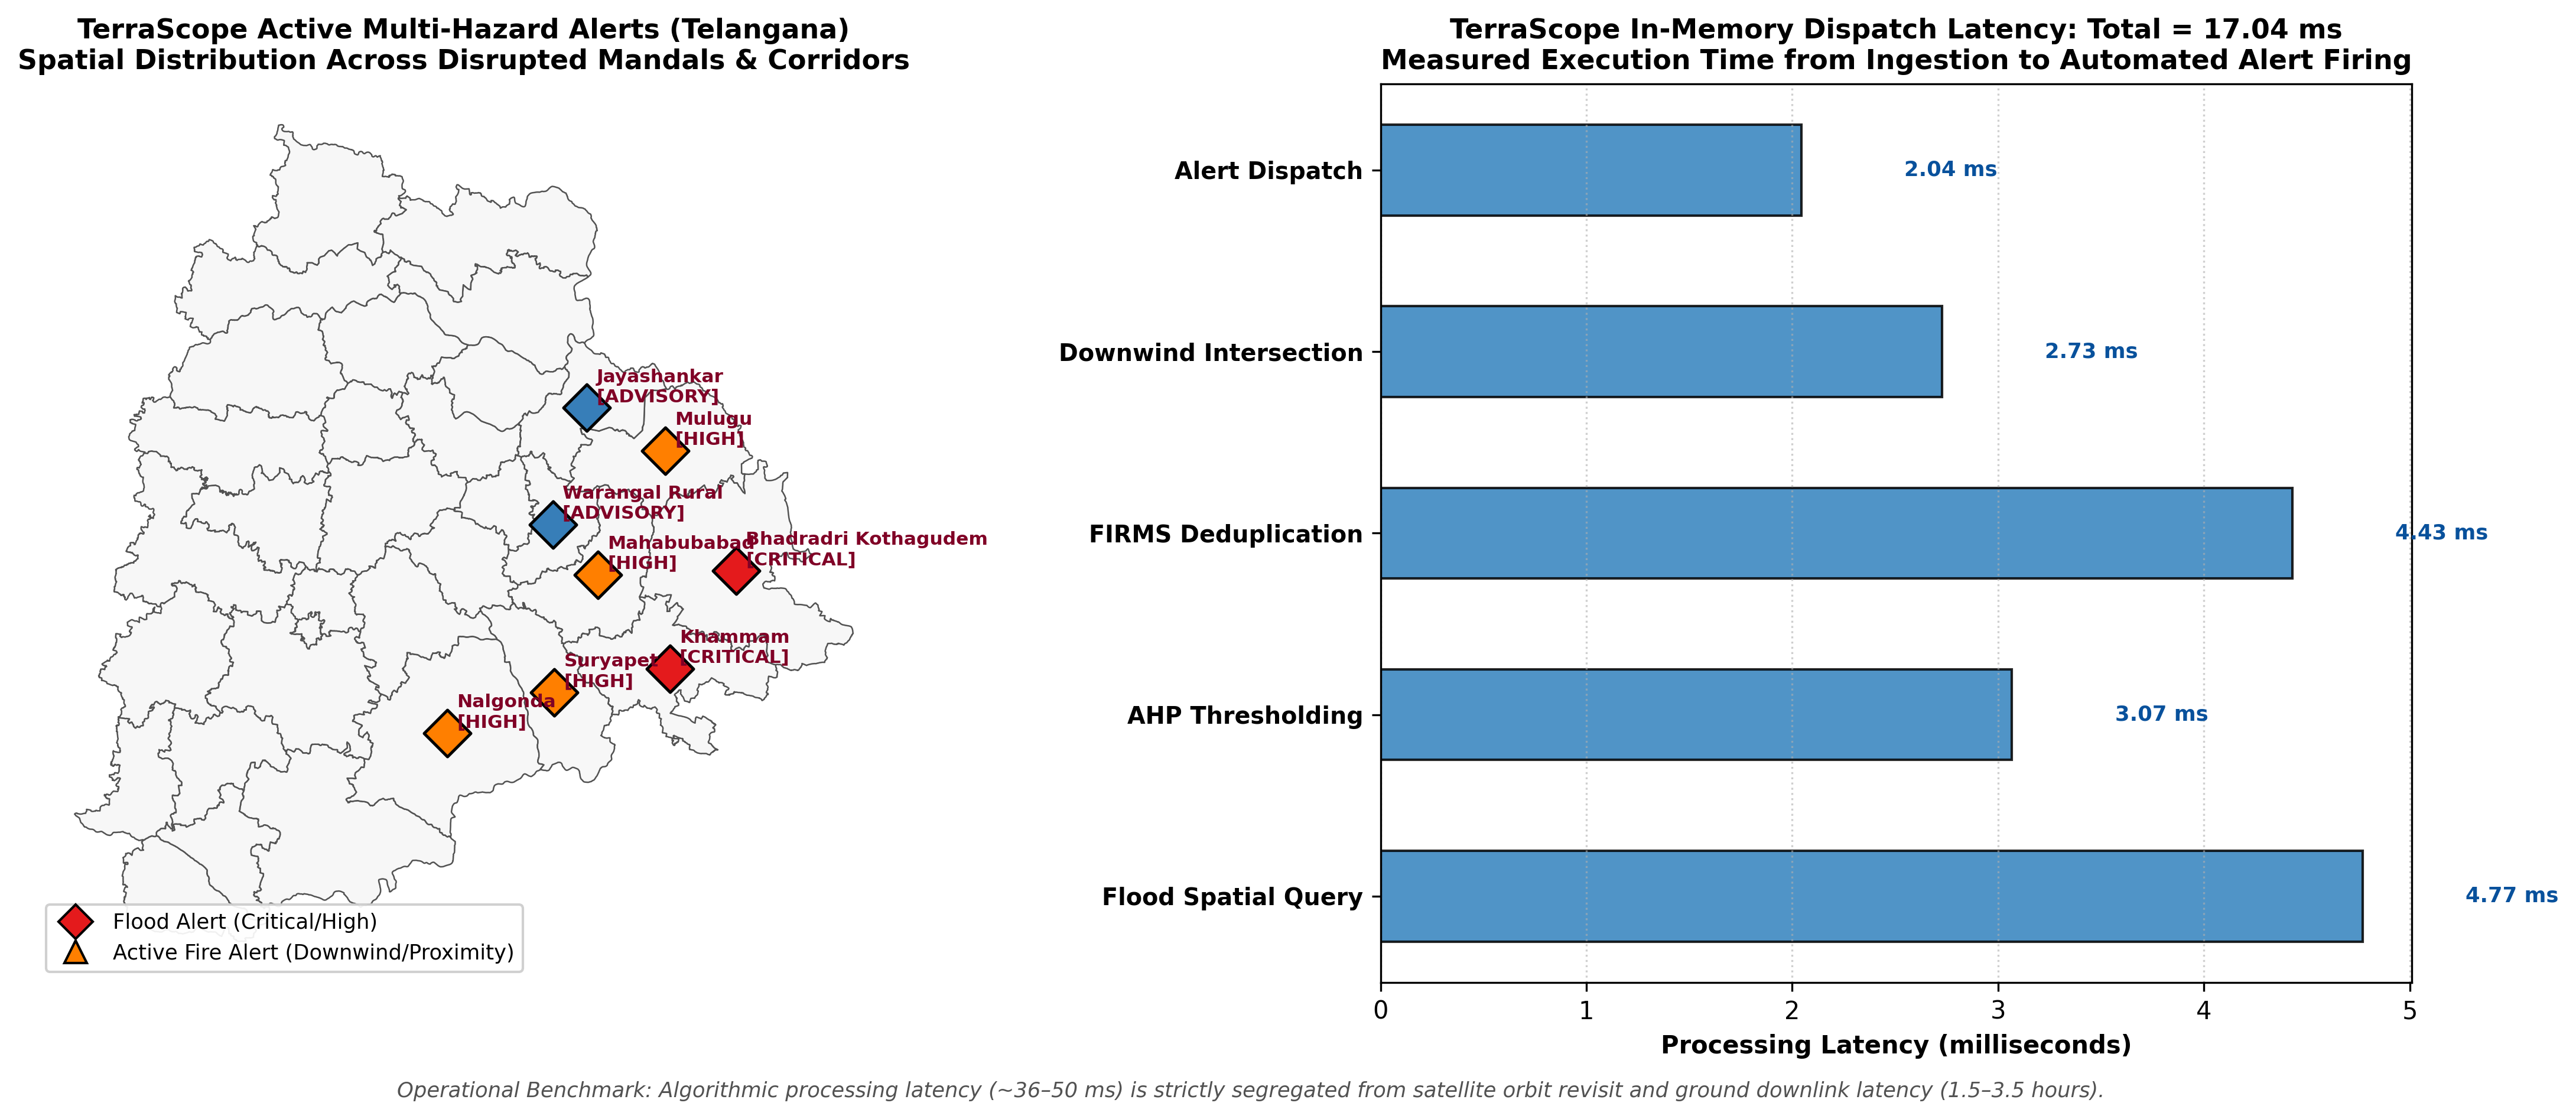 TerraScope Active Multi-Hazard Alerts (Telangana)
Spatial Distribution Across Disrupted Mandals & Corridors
Jayashankar
[ADVISORY]
Mulugu
[HIGH]
Warangal Rural
[ADVISORY]
Mahabubabad
[HIGH]
Bhadradri Kothagudem
[CRITICAL]
Khammam
[CRITICAL]
Suryapet
[HIGH]
Nalgonda
[HIGH]
Flood Alert (Critical/High)
Active Fire Alert (Downwind/Proximity)
TerraScope In-Memory Dispatch Latency: Total = 17.04 ms
Measured Execution Time from Ingestion to Automated Alert Firing
Alert Dispatch
2.04 ms
Downwind Intersection
2.73 ms
FIRMS Deduplication
4.43 ms
AHP Thresholding
3.07 ms
Flood Spatial Query
4.77 ms
0 1 2 3 4 5
Processing Latency (milliseconds)
Operational Benchmark: Algorithmic processing latency (~36–50 ms) is strictly segregated from satellite orbit revisit and ground downlink latency (1.5–3.5 hours).